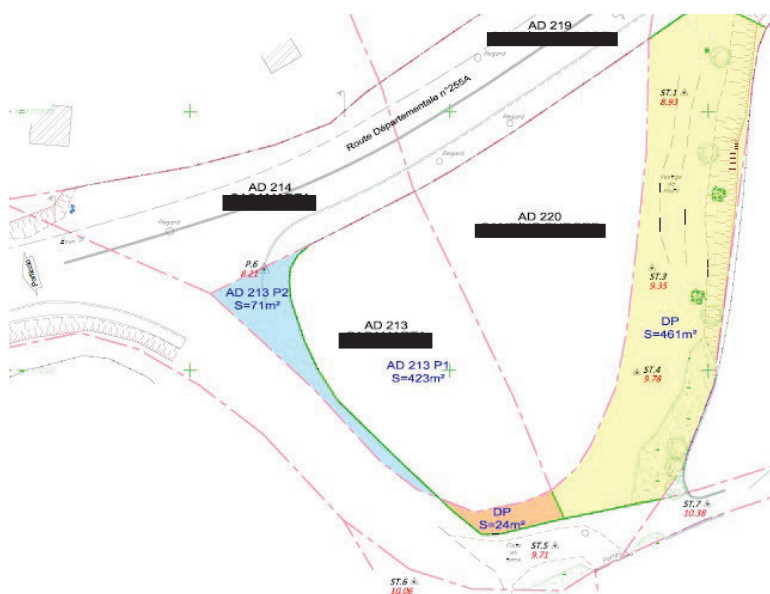 AD 219
Regard
ST.1
8.93
Route Départementale n°255A
Regard
Regard
AD 214
AD 220
Regard
P.6
8.21
AD 213 P2
S=71m²
ST.3
9.35
DP
S=461m²
AD 213
AD 213 P1
S=423m²
ST.4
9.78
DP
S=24m²
ST.7
10.38
ST.5
9.71
ST.6
10.06